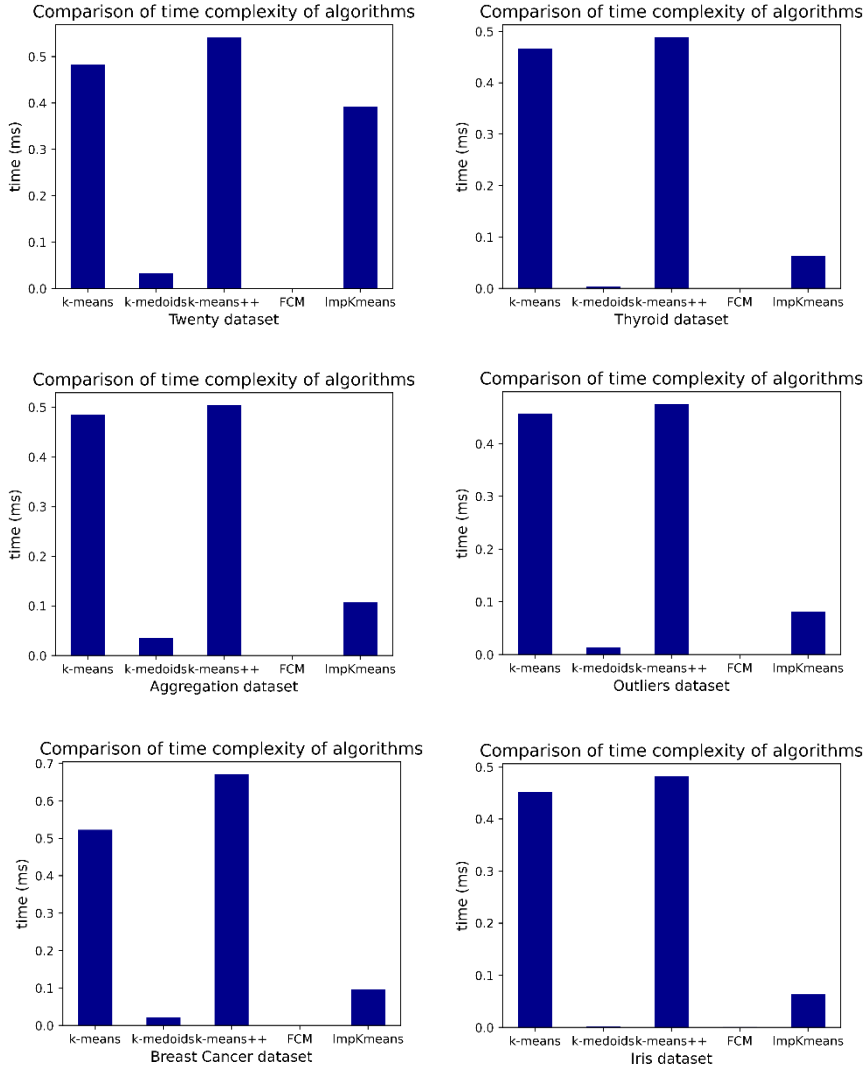 Comparison of time complexity of algorithms
time (ms)
0.5
0.4
0.3
0.2
0.1
0.0
k-means k-medoids k-means++ FCM ImpKmeans
Twenty dataset
Comparison of time complexity of algorithms
time (ms)
0.5
0.4
0.3
0.2
0.1
0.0
k-means k-medoids k-means++ FCM ImpKmeans
Thyroid dataset
Comparison of time complexity of algorithms
time (ms)
0.5
0.4
0.3
0.2
0.1
0.0
k-means k-medoids k-means++ FCM ImpKmeans
Aggregation dataset
Comparison of time complexity of algorithms
time (ms)
0.4
0.3
0.2
0.1
0.0
k-means k-medoids k-means++ FCM ImpKmeans
Outliers dataset
Comparison of time complexity of algorithms
time (ms)
0.7
0.6
0.5
0.4
0.3
0.2
0.1
0.0
k-means k-medoids k-means++ FCM ImpKmeans
Breast Cancer dataset
Comparison of time complexity of algorithms
time (ms)
0.5
0.4
0.3
0.2
0.1
0.0
k-means k-medoids k-means++ FCM ImpKmeans
Iris dataset